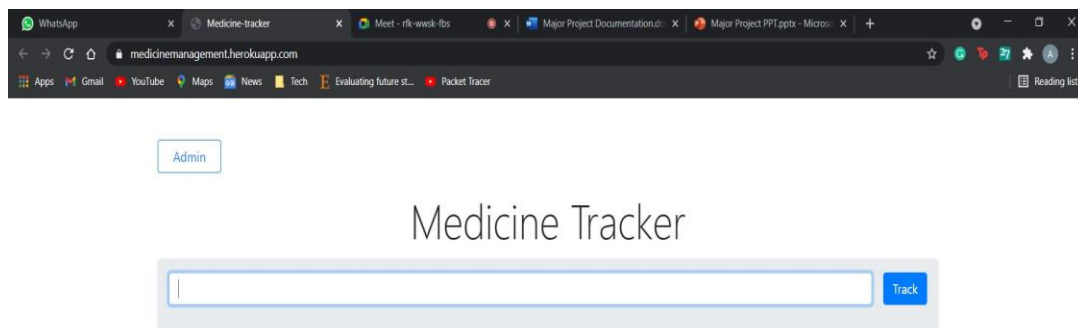 WhatsApp Medicine-tracker Meet - rfk-wwsk-fbs Major Project Documentation.do Major Project PPT.pptx - Micros
medicinemanagement.herokuapp.com
Apps Gmail YouTube Maps News Tech Evaluating future st... Packet Tracer Reading list
Admin
Medicine Tracker
Track